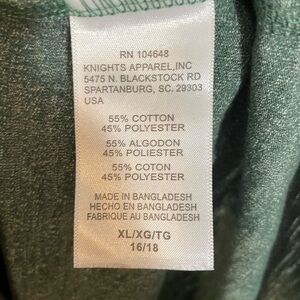 RN 104648
KNIGHTS APPAREL,INC
5475 N. BLACKSTOCK RD
SPARTANBURG, SC. 29303
USA
55% COTTON
45% POLYESTER
55% ALGODON
45% POLIESTER
55% COTON
45% POLYESTER
MADE IN BANGLADESH
HECHO EN BANGLADESH
FABRIQUE AU BANGLADESH
XL/XG/TG
16/18